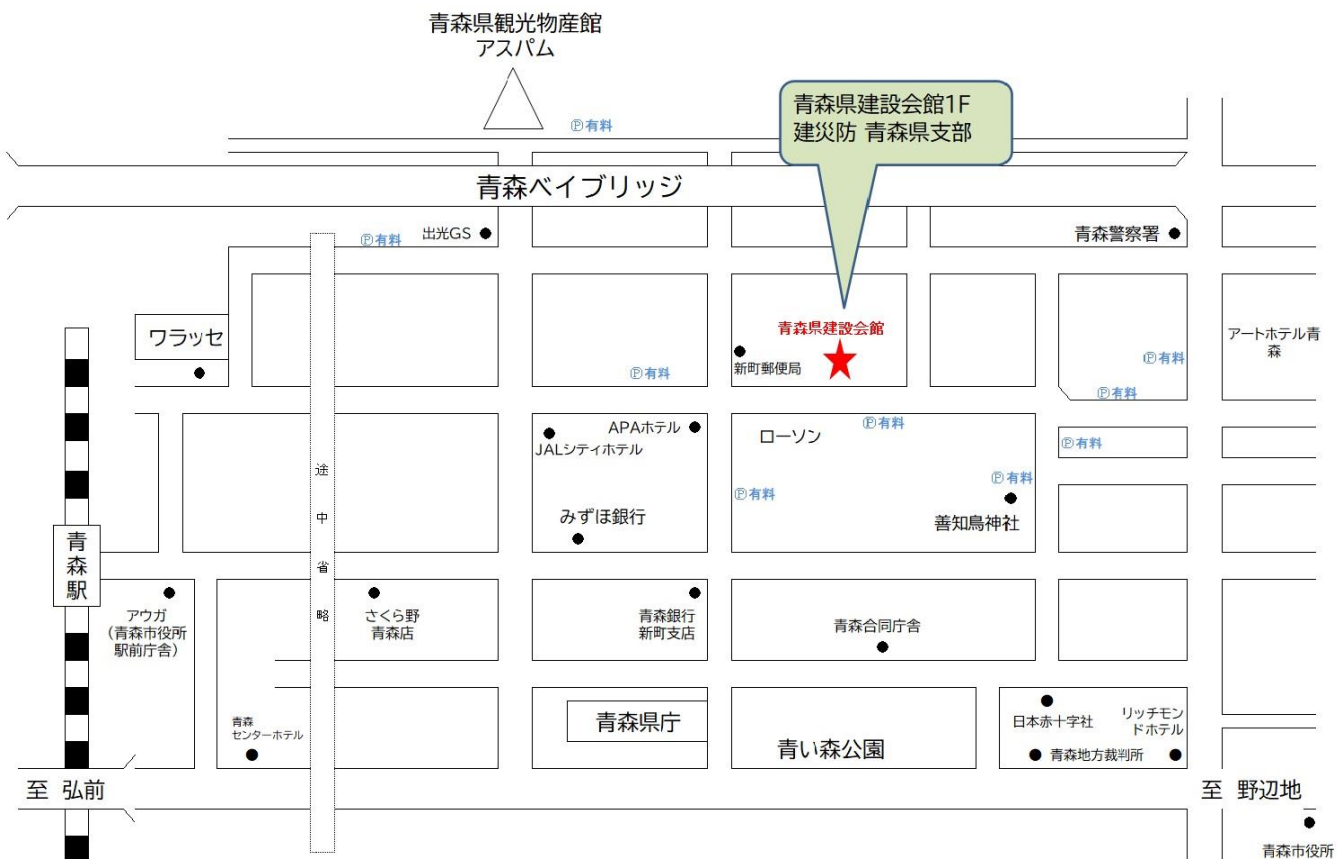 青森県観光物産館
アスパム
Ⓟ有料
青森県建設会館1F
建災防 青森県支部
青森ベイブリッジ
Ⓟ有料
出光GS
青森警察署
ワラッセ
青森県建設会館
新町郵便局
Ⓟ有料
Ⓟ有料
Ⓟ有料
アートホテル青
森
APAホテル
JALシティホテル
ローソン
Ⓟ有料
Ⓟ有料
途
中
省
略
Ⓟ有料
Ⓟ有料
みずほ銀行
善知鳥神社
青
森
駅
アウガ
(青森市役所
駅前庁舎)
さくら野
青森店
青森銀行
新町支店
青森合同庁舎
青森
センターホテル
青森県庁
青い森公園
日本赤十字社
リッチモン
ドホテル
青森地方裁判所
至 弘前
至 野辺地
青森市役所